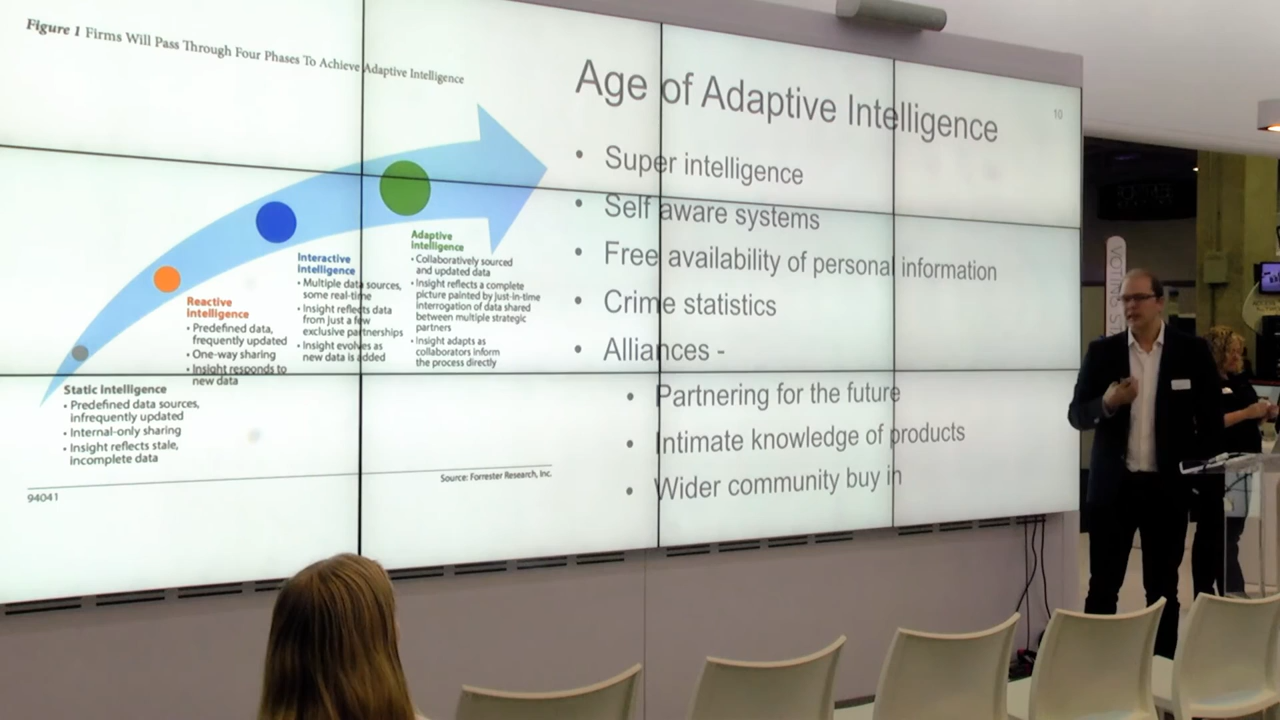 Figure 1 Firms Will Pass Through Four Phases To Achieve Adaptive Intelligence
Age of Adaptive Intelligence
10
• Super intelligence
• Self aware systems
• Free availability of personal information
• Crime statistics
• Alliances -
• Partnering for the future
• Intimate knowledge of products
• Wider community buy in
Adaptive
Intelligence
• Collaboratively sourced
and updated data
• Insight reflects a complete
picture painted by just-in-time
interrogation of data shared
between multiple strategic
partners
• Insight adapts as
collaborators inform
the process directly
Interactive
Intelligence
• Multiple data sources,
some real-time
• Insight reflects data
from just a few
exclusive partnerships
• Insight evolves as
new data is added
Reactive
Intelligence
• Predefined data,
frequently updated
• One-way sharing
• Insight responds to
new data
Static Intelligence
• Predefined data sources,
infrequently updated
• Internal-only sharing
• Insight reflects stale,
incomplete data
94041
Source: Forrester Research, Inc.
VOTING